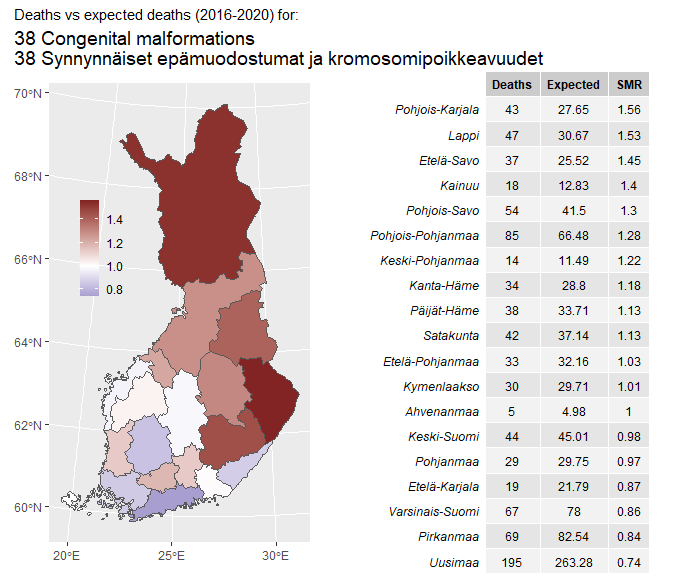 Deaths vs expected deaths (2016-2020) for:
38 Congenital malformations
38 Synnynnäiset epämuodostumat ja kromosomipoikkeavuudet
70°N
68°N
66°N
64°N
62°N
60°N
20°E 25°E 30°E
1.4
1.2
1.0
0.8
Deaths Expected SMR
Pohjois-Karjala 43 27.65 1.56
Lappi 47 30.67 1.53
Etelä-Savo 37 25.52 1.45
Kainuu 18 12.83 1.4
Pohjois-Savo 54 41.5 1.3
Pohjois-Pohjanmaa 85 66.48 1.28
Keski-Pohjanmaa 14 11.49 1.22
Kanta-Häme 34 28.8 1.18
Päijät-Häme 38 33.71 1.13
Satakunta 42 37.14 1.13
Etelä-Pohjanmaa 33 32.16 1.03
Kymenlaakso 30 29.71 1.01
Ahvenanmaa 5 4.98 1
Keski-Suomi 44 45.01 0.98
Pohjanmaa 29 29.75 0.97
Etelä-Karjala 19 21.79 0.87
Varsinais-Suomi 67 78 0.86
Pirkanmaa 69 82.54 0.84
Uusimaa 195 263.28 0.74